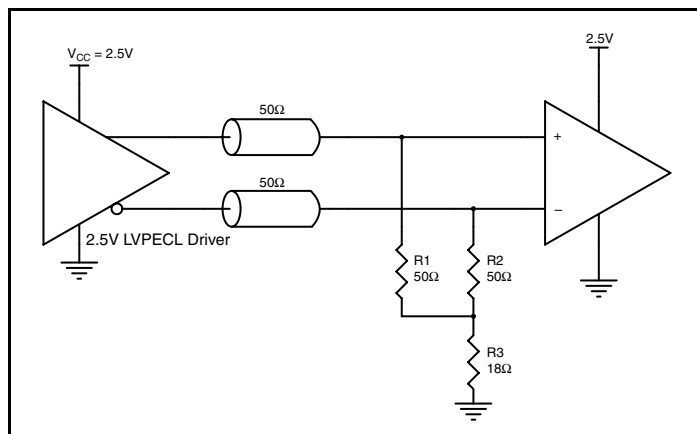 V_CC = 2.5V
2.5V
50Ω
+
50Ω
−
2.5V LVPECL Driver
R1
50Ω
R2
50Ω
R3
18Ω